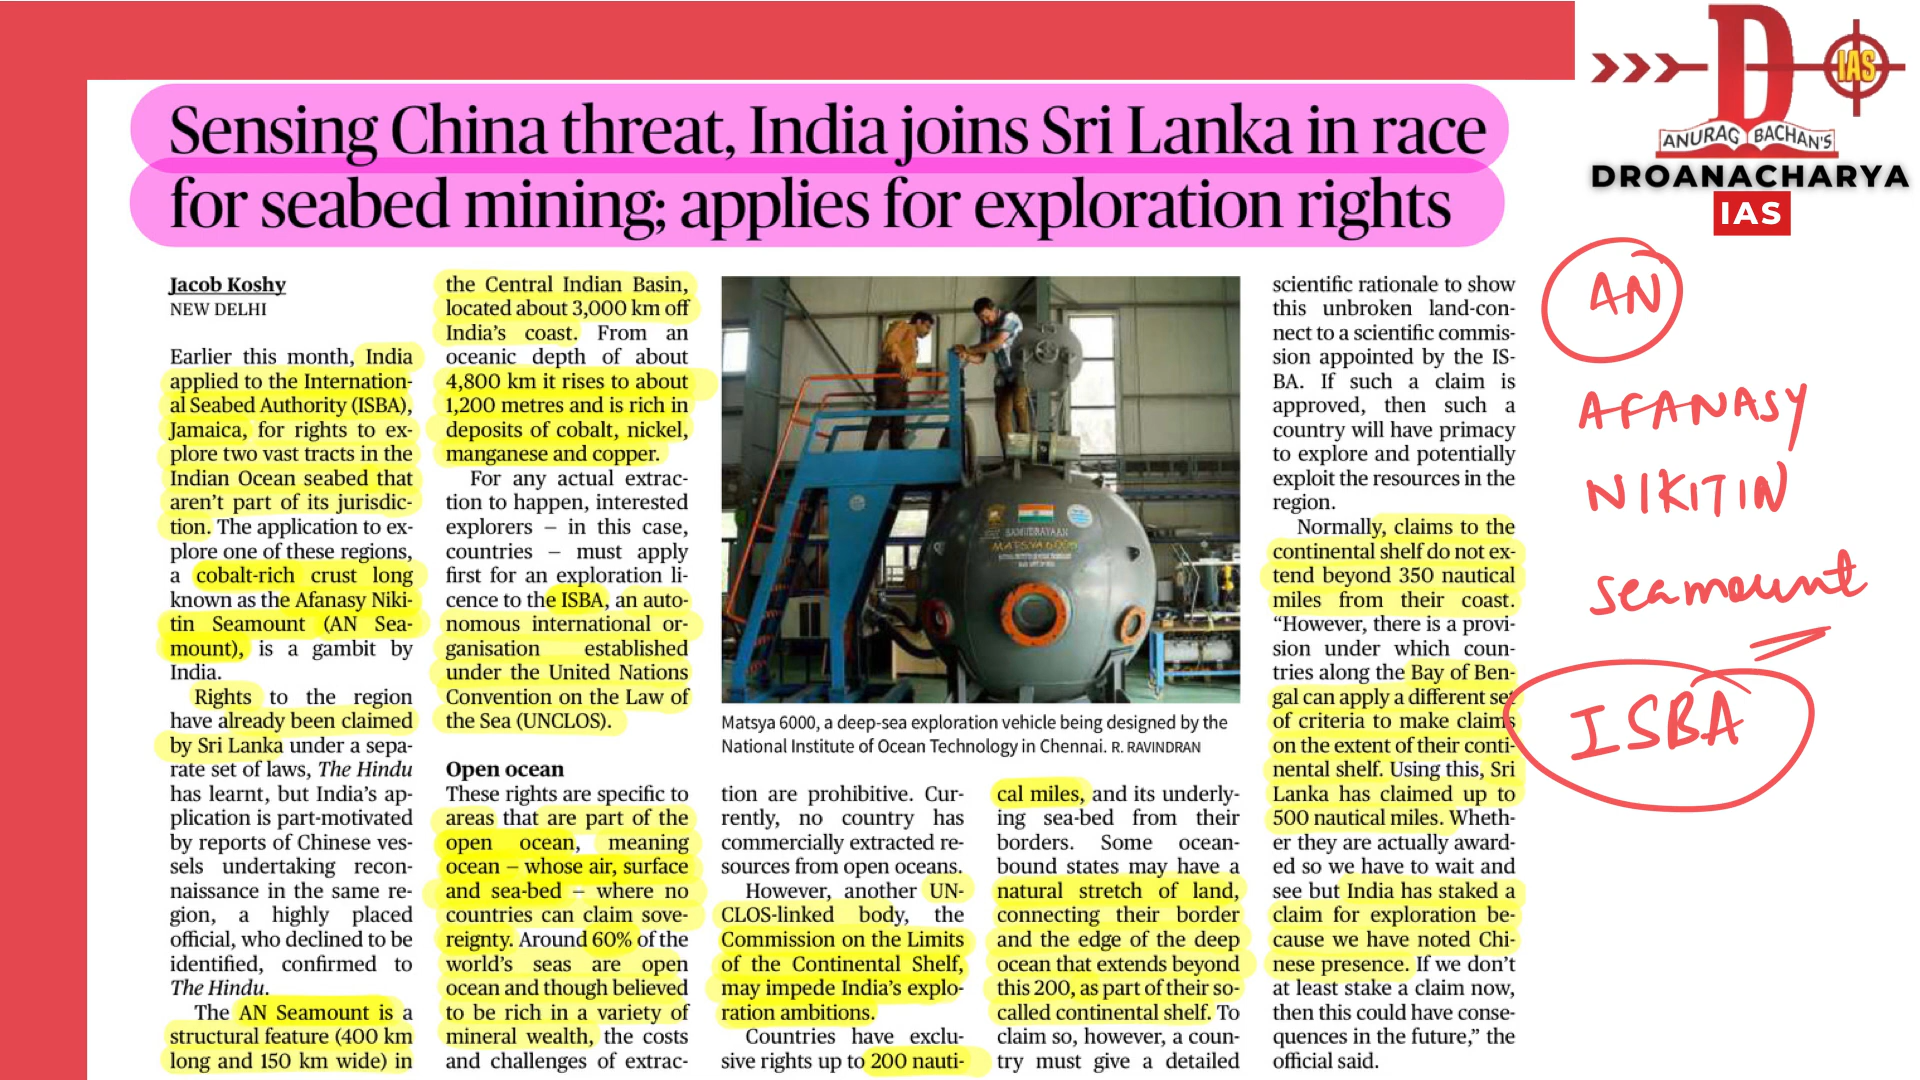 Sensing China threat, India joins Sri Lanka in race
for seabed mining; applies for exploration rights
Jacob Koshy
NEW DELHI
Earlier this month, India
applied to the Internation-
al Seabed Authority (ISBA),
Jamaica, for rights to ex-
plore two vast tracts in the
Indian Ocean seabed that
aren't part of its jurisdic-
tion. The application to ex-
plore one of these regions,
a cobalt-rich crust long
known as the Afanasy Niki-
tin Seamount (AN Sea-
mount), is a gambit by
India.
Rights to the region
have already been claimed
by Sri Lanka under a sepa-
rate set of laws, The Hindu
has learnt, but India's ap-
plication is part-motivated
by reports of Chinese ves-
sels undertaking recon-
naissance in the same re-
gion, a highly placed
official, who declined to be
identified, confirmed to
The Hindu.
The AN Seamount is a
structural feature (400 km
long and 150 km wide) in
the Central Indian Basin,
located about 3,000 km off
India's coast. From an
oceanic depth of about
4,800 km it rises to about
1,200 metres and is rich in
deposits of cobalt, nickel,
manganese and copper.
For any actual extrac-
tion to happen, interested
explorers – in this case,
countries – must apply
first for an exploration li-
cence to the ISBA, an auto-
nomous international or-
ganisation established
under the United Nations
Convention on the Law of
the Sea (UNCLOS).
Open ocean
These rights are specific to
areas that are part of the
open ocean, meaning
ocean – whose air, surface
and sea-bed – where no
countries can claim sove-
reignty. Around 60% of the
world's seas are open
ocean and though believed
to be rich in a variety of
mineral wealth, the costs
and challenges of extrac-
SAMUDRAYAAN
MATSYA 6000
Matsya 6000, a deep-sea exploration vehicle being designed by the
National Institute of Ocean Technology in Chennai. R. RAVINDRAN
tion are prohibitive. Cur-
rently, no country has
commercially extracted re-
sources from open oceans.
However, another UN-
CLOS-linked body, the
Commission on the Limits
of the Continental Shelf,
may impede India's explo-
ration ambitions.
Countries have exclu-
sive rights up to 200 nauti-
cal miles, and its underly-
ing sea-bed from their
borders. Some ocean-
bound states may have a
natural stretch of land,
connecting their border
and the edge of the deep
ocean that extends beyond
this 200, as part of their so-
called continental shelf. To
claim so, however, a coun-
try must give a detailed
scientific rationale to show
this unbroken land-con-
nect to a scientific commis-
sion appointed by the IS-
BA. If such a claim is
approved, then such a
country will have primacy
to explore and potentially
exploit the resources in the
region.
Normally, claims to the
continental shelf do not ex-
tend beyond 350 nautical
miles from their coast.
"However, there is a provi-
sion under which coun-
tries along the Bay of Ben-
gal can apply a different set
of criteria to make claims
on the extent of their conti-
nental shelf. Using this, Sri
Lanka has claimed up to
500 nautical miles. Wheth-
er they are actually award-
ed so we have to wait and
see but India has staked a
claim for exploration be-
cause we have noted Chi-
nese presence. If we don't
at least stake a claim now,
then this could have conse-
quences in the future," the
official said.
D
IAS
ANURAG BACHAN'S
DROANACHARYA
IAS
AN
AFANASY
NIKITIN
seamount
ISBA